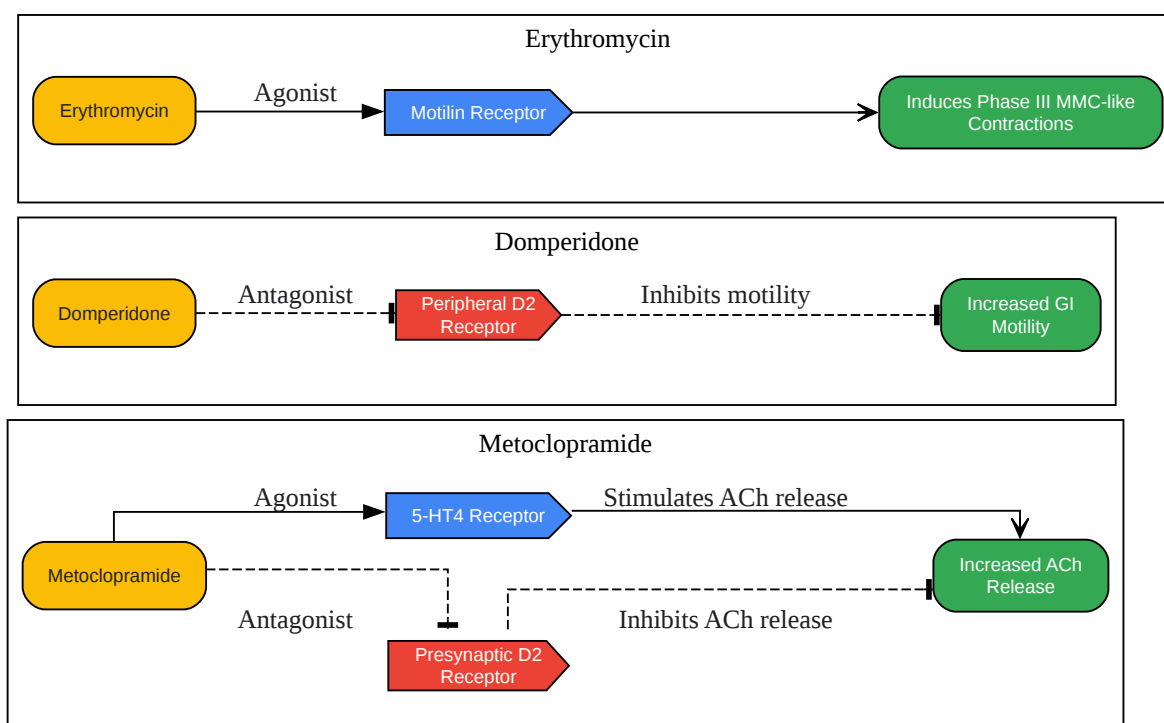 Erythromycin
Erythromycin
Agonist
Motilin Receptor
Induces Phase III MMC-like
Contractions
Domperidone
Domperidone
Antagonist
Peripheral D2
Receptor
Inhibits motility
Increased GI
Motility
Metoclopramide
Metoclopramide
Agonist
5-HT4 Receptor
Stimulates ACh release
Increased ACh
Release
Antagonist
Presynaptic D2
Receptor
Inhibits ACh release